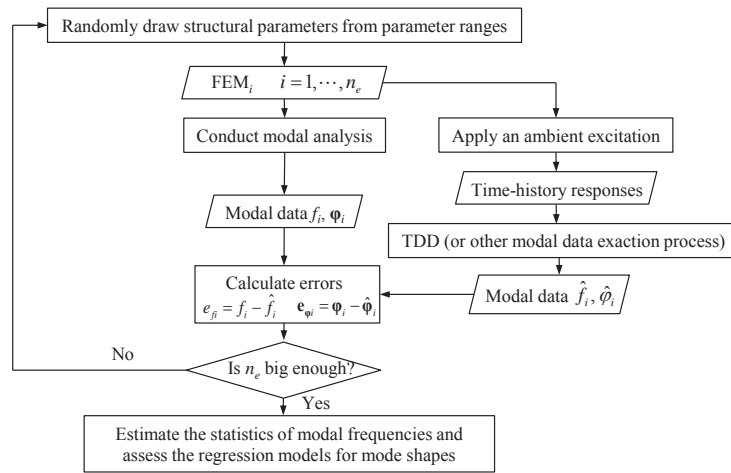 Randomly draw structural parameters from parameter ranges
FEM_i i = 1, ⋯, n_e
Conduct modal analysis
Apply an ambient excitation
Time-history responses
Modal data f_i, φ_i
TDD (or other modal data exaction process)
Calculate errors
e_fi = f_i − f̂_i e_φi = φ_i − φ̂_i
Modal data f̂_i, φ̂_i
No
Is n_e big enough?
Yes
Estimate the statistics of modal frequencies and
assess the regression models for mode shapes